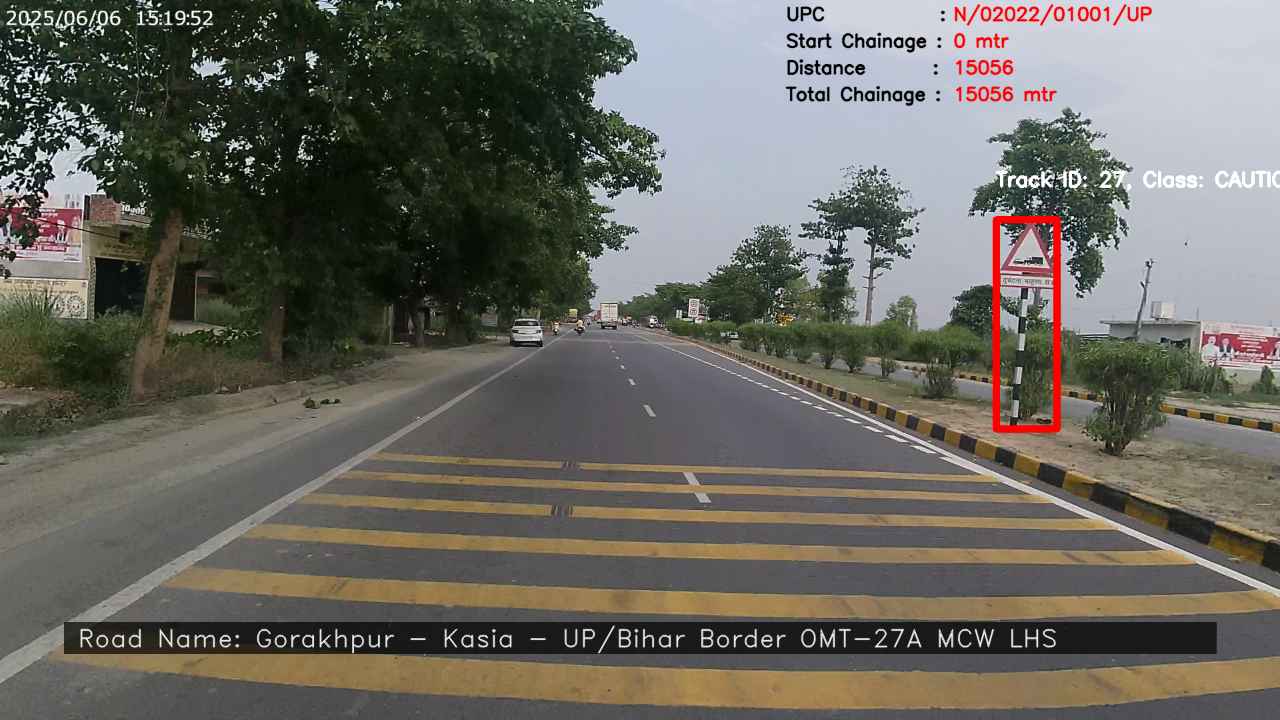 2025/06/06 15:19:52
UPC : N/02022/01001/UP
Start Chainage : 0 mtr
Distance : 15056
Total Chainage : 15056 mtr
Track ID: 27, Class: CAUTIO
Road Name: Gorakhpur - Kasia - UP/Bihar Border OMT-27A MCW LHS